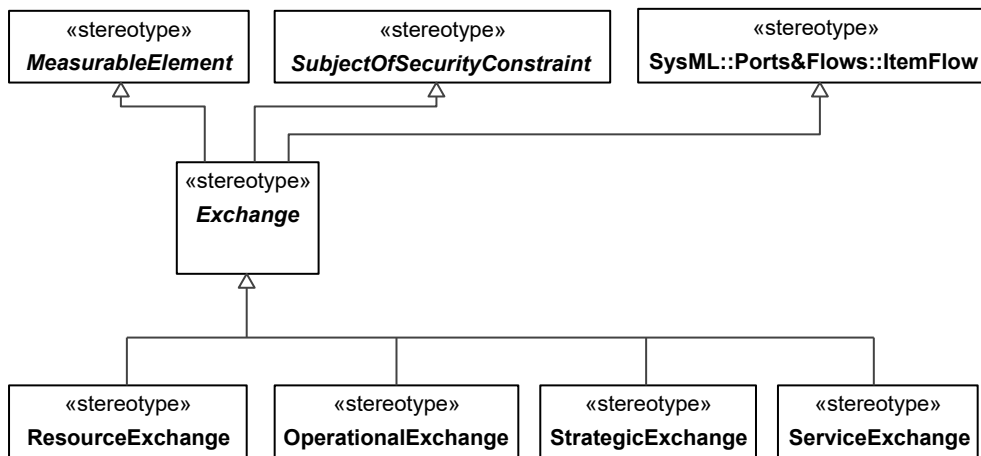 «stereotype»
MeasurableElement
«stereotype»
SubjectOfSecurityConstraint
«stereotype»
SysML::Ports&Flows::ItemFlow
«stereotype»
Exchange
«stereotype»
ResourceExchange
«stereotype»
OperationalExchange
«stereotype»
StrategicExchange
«stereotype»
ServiceExchange